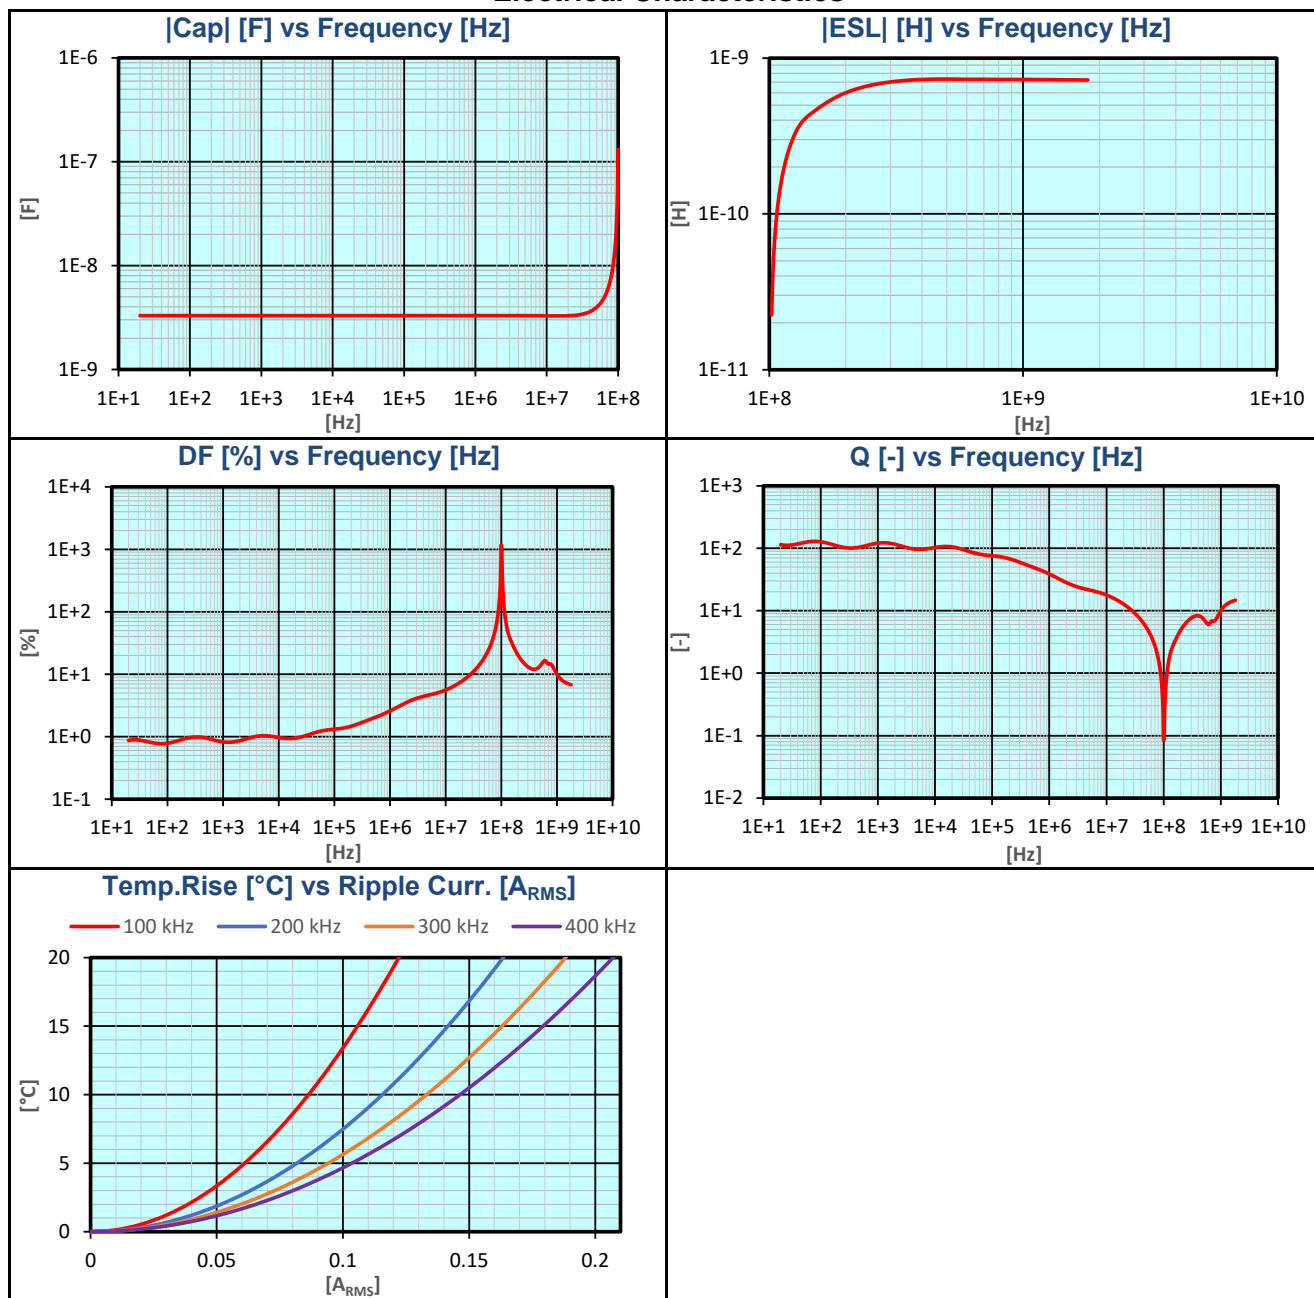 |Cap| [F] vs Frequency [Hz]
1E-6
1E-7
1E-8
1E-9
[F]
1E+1 1E+2 1E+3 1E+4 1E+5 1E+6 1E+7 1E+8
[Hz]
|ESL| [H] vs Frequency [Hz]
1E-9
1E-10
1E-11
[H]
1E+8 1E+9 1E+10
[Hz]
DF [%] vs Frequency [Hz]
1E+4
1E+3
1E+2
1E+1
1E+0
1E-1
[%]
1E+1 1E+2 1E+3 1E+4 1E+5 1E+6 1E+7 1E+8 1E+9 1E+10
[Hz]
Q [-] vs Frequency [Hz]
1E+3
1E+2
1E+1
1E+0
1E-1
1E-2
[-]
1E+1 1E+2 1E+3 1E+4 1E+5 1E+6 1E+7 1E+8 1E+9 1E+10
[Hz]
Temp.Rise [°C] vs Ripple Curr. [ARMS]
100 kHz 200 kHz 300 kHz 400 kHz
20
15
10
5
0
[°C]
0 0.05 0.1 0.15 0.2
[ARMS]